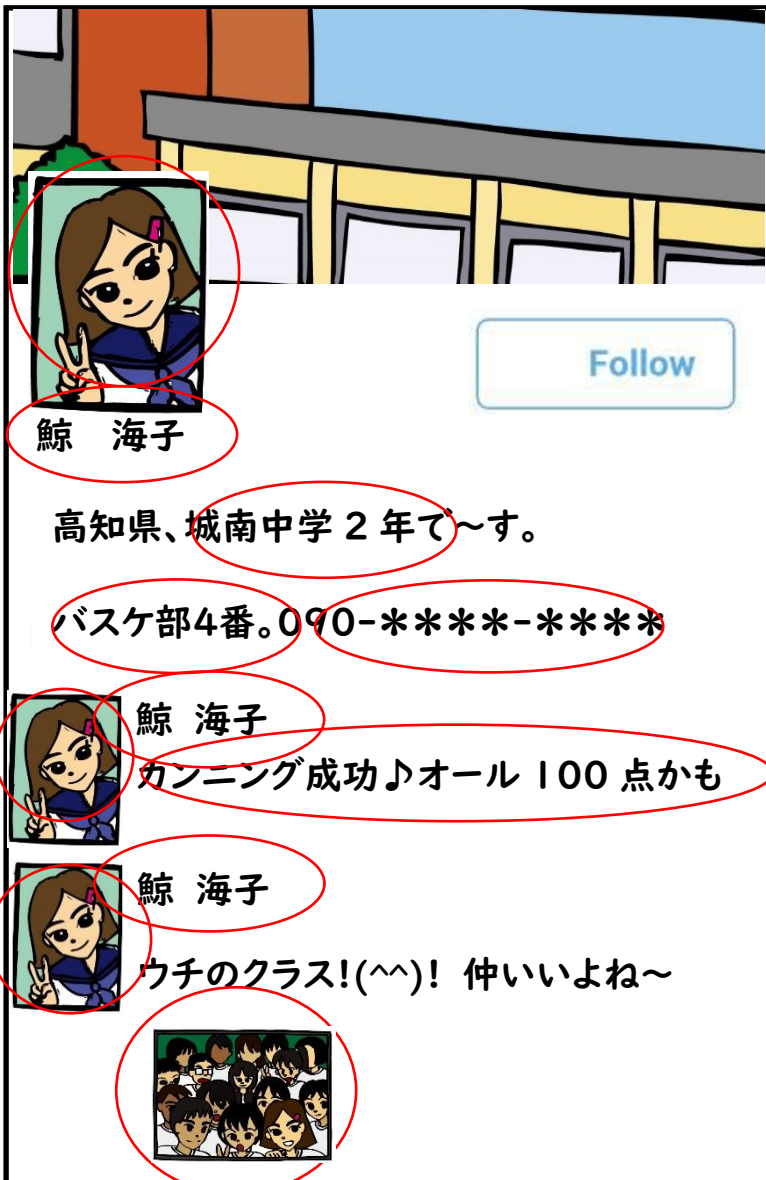 Follow
鯨　海子
高知県、城南中学２年で～す。
バスケ部4番。090-＊＊＊＊-＊＊＊＊
鯨 海子
カンニング成功♪オール 100 点かも
鯨 海子
ウチのクラス!(^^)! 仲いいよね～